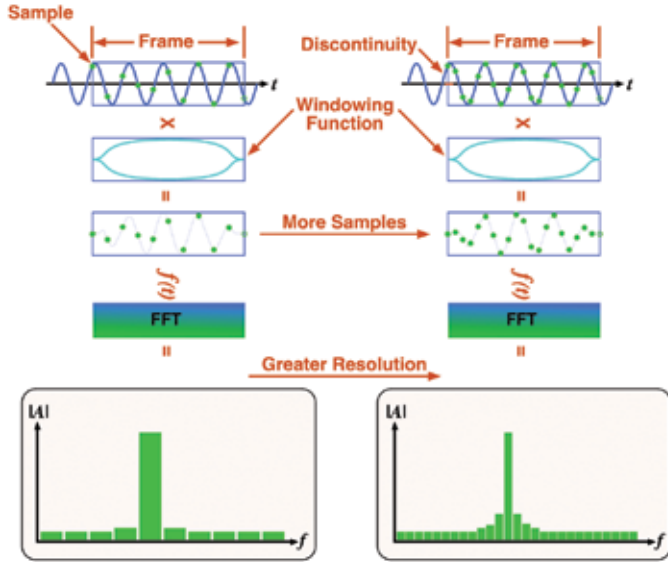 Sample
Frame
t
Discontinuity
Frame
t
x
Windowing
Function
x
=
=
More Samples
f(t)
f(t)
FFT
FFT
=
=
Greater Resolution
|A|
f
|A|
f